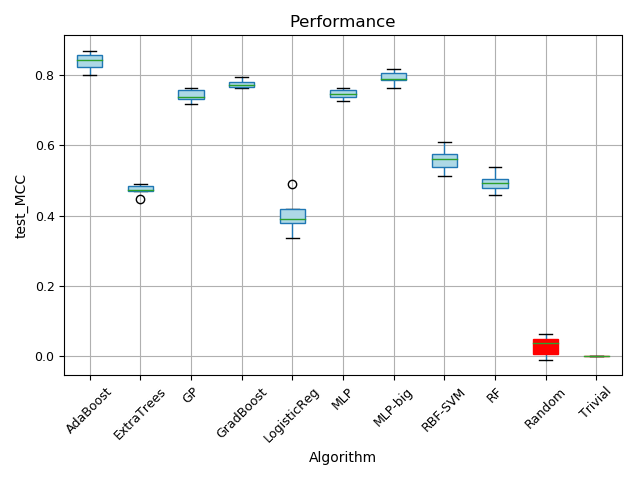 Performance
test_MCC
0.8
0.6
0.4
0.2
0.0
AdaBoost
ExtraTrees
GP
GradBoost
LogisticReg
MLP
MLP-big
RBF-SVM
RF
Random
Trivial
Algorithm